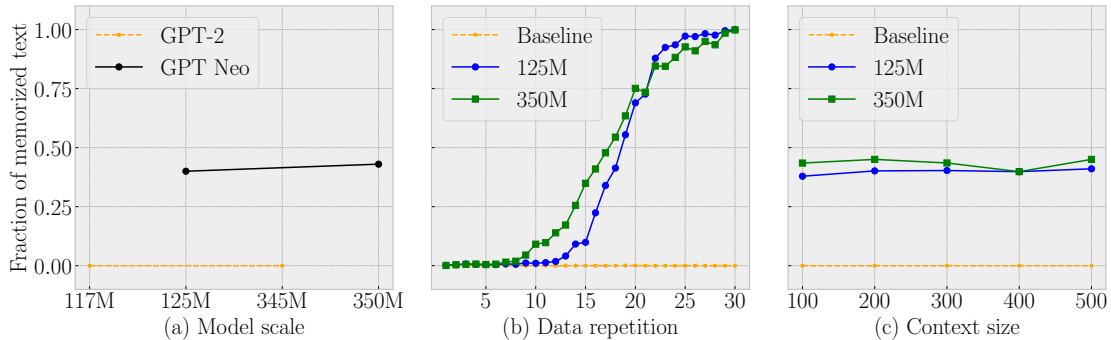 Fraction of memorized text
1.00
0.75
0.50
0.25
0.00
GPT-2
GPT Neo
117M 125M 345M 350M
(a) Model scale
Baseline
125M
350M
5 10 15 20 25 30
(b) Data repetition
Baseline
125M
350M
100 200 300 400 500
(c) Context size